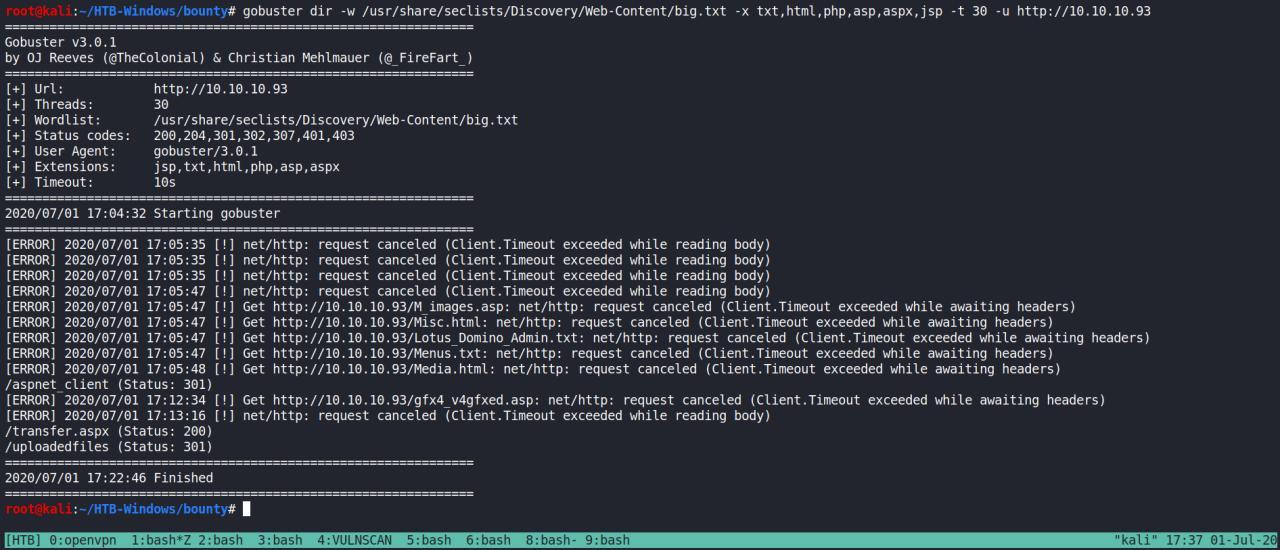 root@kali:~/HTB-Windows/bounty# gobuster dir -w /usr/share/seclists/Discovery/Web-Content/big.txt -x txt,html,php,asp,aspx,jsp -t 30 -u http://10.10.10.93
===============================================================
Gobuster v3.0.1
by OJ Reeves (@TheColonial) & Christian Mehlmauer (@_FireFart_)
===============================================================
[+] Url:            http://10.10.10.93
[+] Threads:        30
[+] Wordlist:       /usr/share/seclists/Discovery/Web-Content/big.txt
[+] Status codes:   200,204,301,302,307,401,403
[+] User Agent:     gobuster/3.0.1
[+] Extensions:     jsp,txt,html,php,asp,aspx
[+] Timeout:        10s
===============================================================
2020/07/01 17:04:32 Starting gobuster
===============================================================
[ERROR] 2020/07/01 17:05:35 [!] net/http: request canceled (Client.Timeout exceeded while reading body)
[ERROR] 2020/07/01 17:05:35 [!] net/http: request canceled (Client.Timeout exceeded while reading body)
[ERROR] 2020/07/01 17:05:35 [!] net/http: request canceled (Client.Timeout exceeded while reading body)
[ERROR] 2020/07/01 17:05:47 [!] net/http: request canceled (Client.Timeout exceeded while reading body)
[ERROR] 2020/07/01 17:05:47 [!] Get http://10.10.10.93/M_images.asp: net/http: request canceled (Client.Timeout exceeded while awaiting headers)
[ERROR] 2020/07/01 17:05:47 [!] Get http://10.10.10.93/Misc.html: net/http: request canceled (Client.Timeout exceeded while awaiting headers)
[ERROR] 2020/07/01 17:05:47 [!] Get http://10.10.10.93/Lotus_Domino_Admin.txt: net/http: request canceled (Client.Timeout exceeded while awaiting headers)
[ERROR] 2020/07/01 17:05:47 [!] Get http://10.10.10.93/Menus.txt: net/http: request canceled (Client.Timeout exceeded while awaiting headers)
[ERROR] 2020/07/01 17:05:48 [!] Get http://10.10.10.93/Media.html: net/http: request canceled (Client.Timeout exceeded while awaiting headers)
/aspnet_client (Status: 301)
[ERROR] 2020/07/01 17:12:34 [!] Get http://10.10.10.93/gfx4_v4gfxed.asp: net/http: request canceled (Client.Timeout exceeded while awaiting headers)
[ERROR] 2020/07/01 17:13:16 [!] net/http: request canceled (Client.Timeout exceeded while reading body)
/transfer.aspx (Status: 200)
/uploadedfiles (Status: 301)
===============================================================
2020/07/01 17:22:46 Finished
===============================================================
root@kali:~/HTB-Windows/bounty#
[HTB] 0:openvpn  1:bash*Z 2:bash  3:bash  4:VULNSCAN  5:bash  6:bash  8:bash- 9:bash "kali" 17:37 01-Jul-20